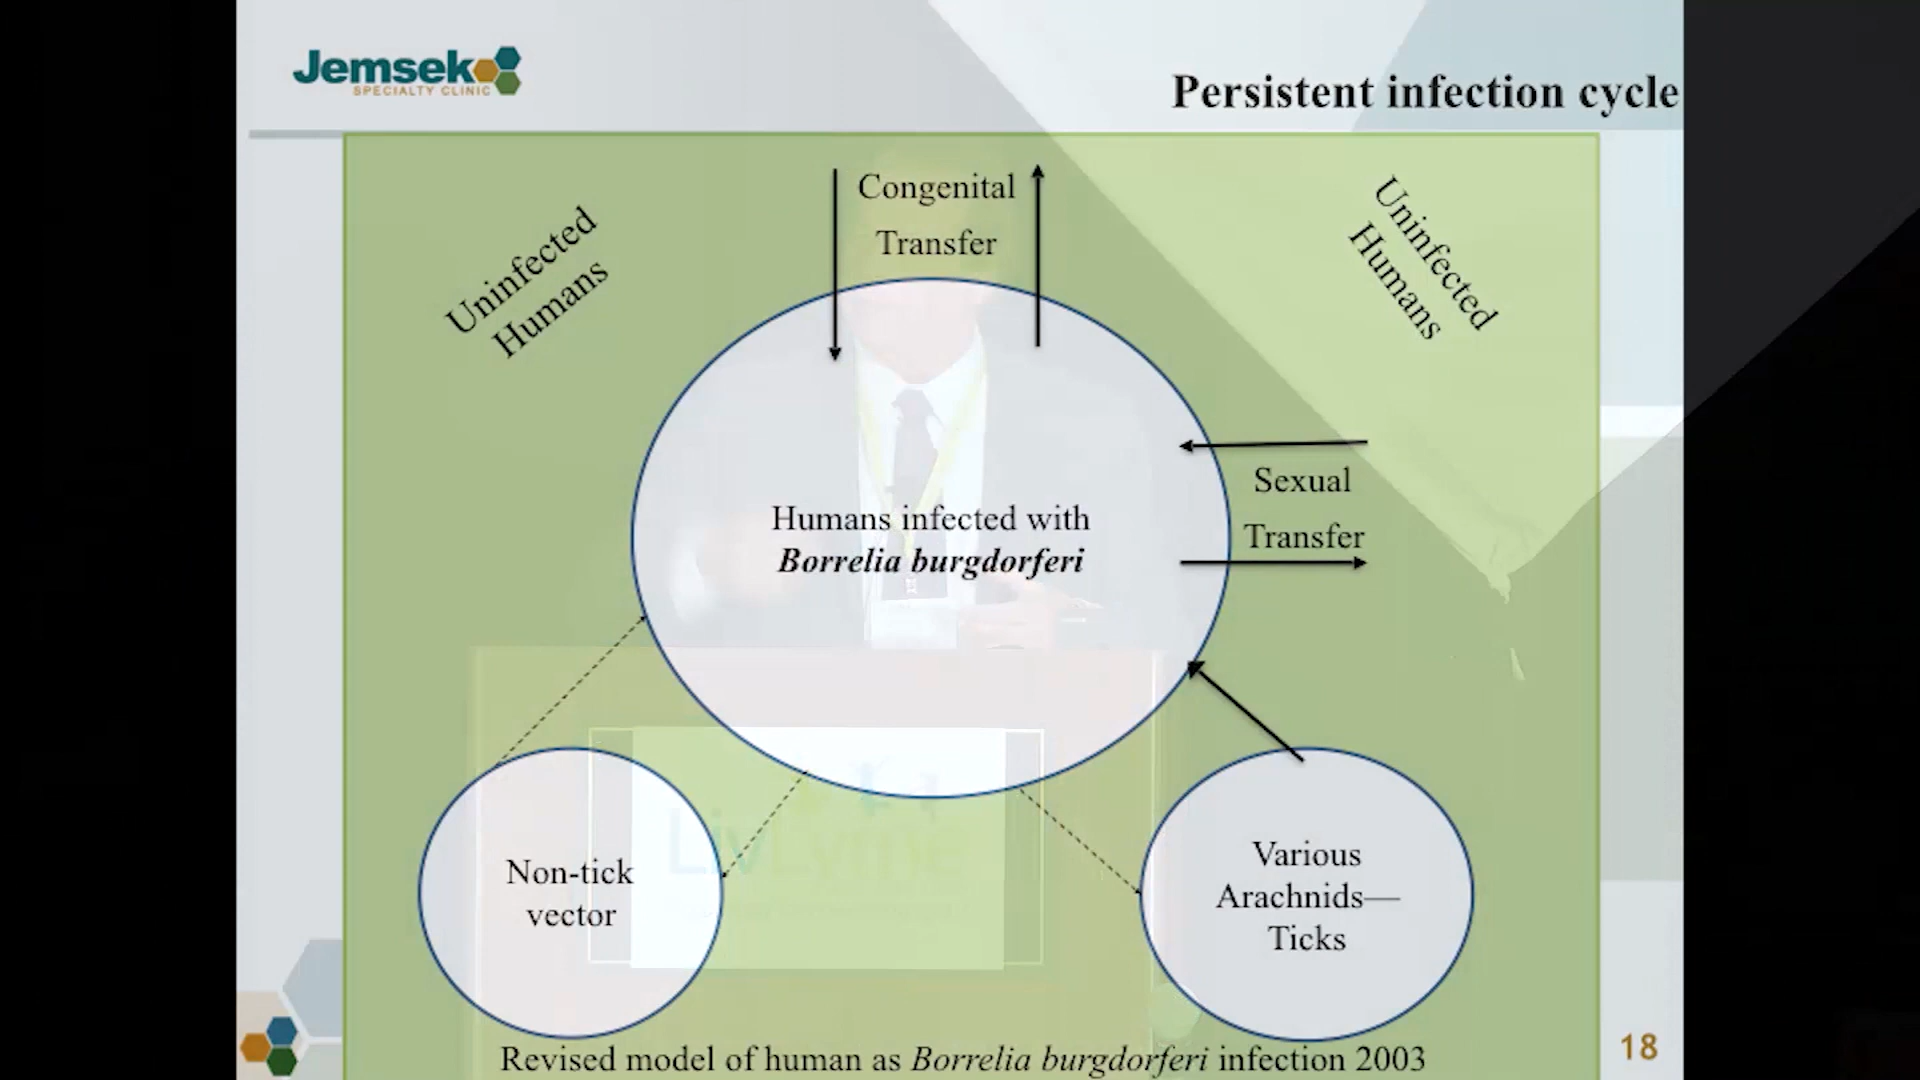 Jemsek
SPECIALTY CLINIC
Persistent infection cycle
Uninfected
Humans
Congenital
Transfer
Uninfected
Humans
Sexual
Transfer
Humans infected with
Borrelia burgdorferi
Non-tick
vector
LivLyme
Various
Arachnids—
Ticks
Revised model of human as Borrelia burgdorferi infection 2003
18